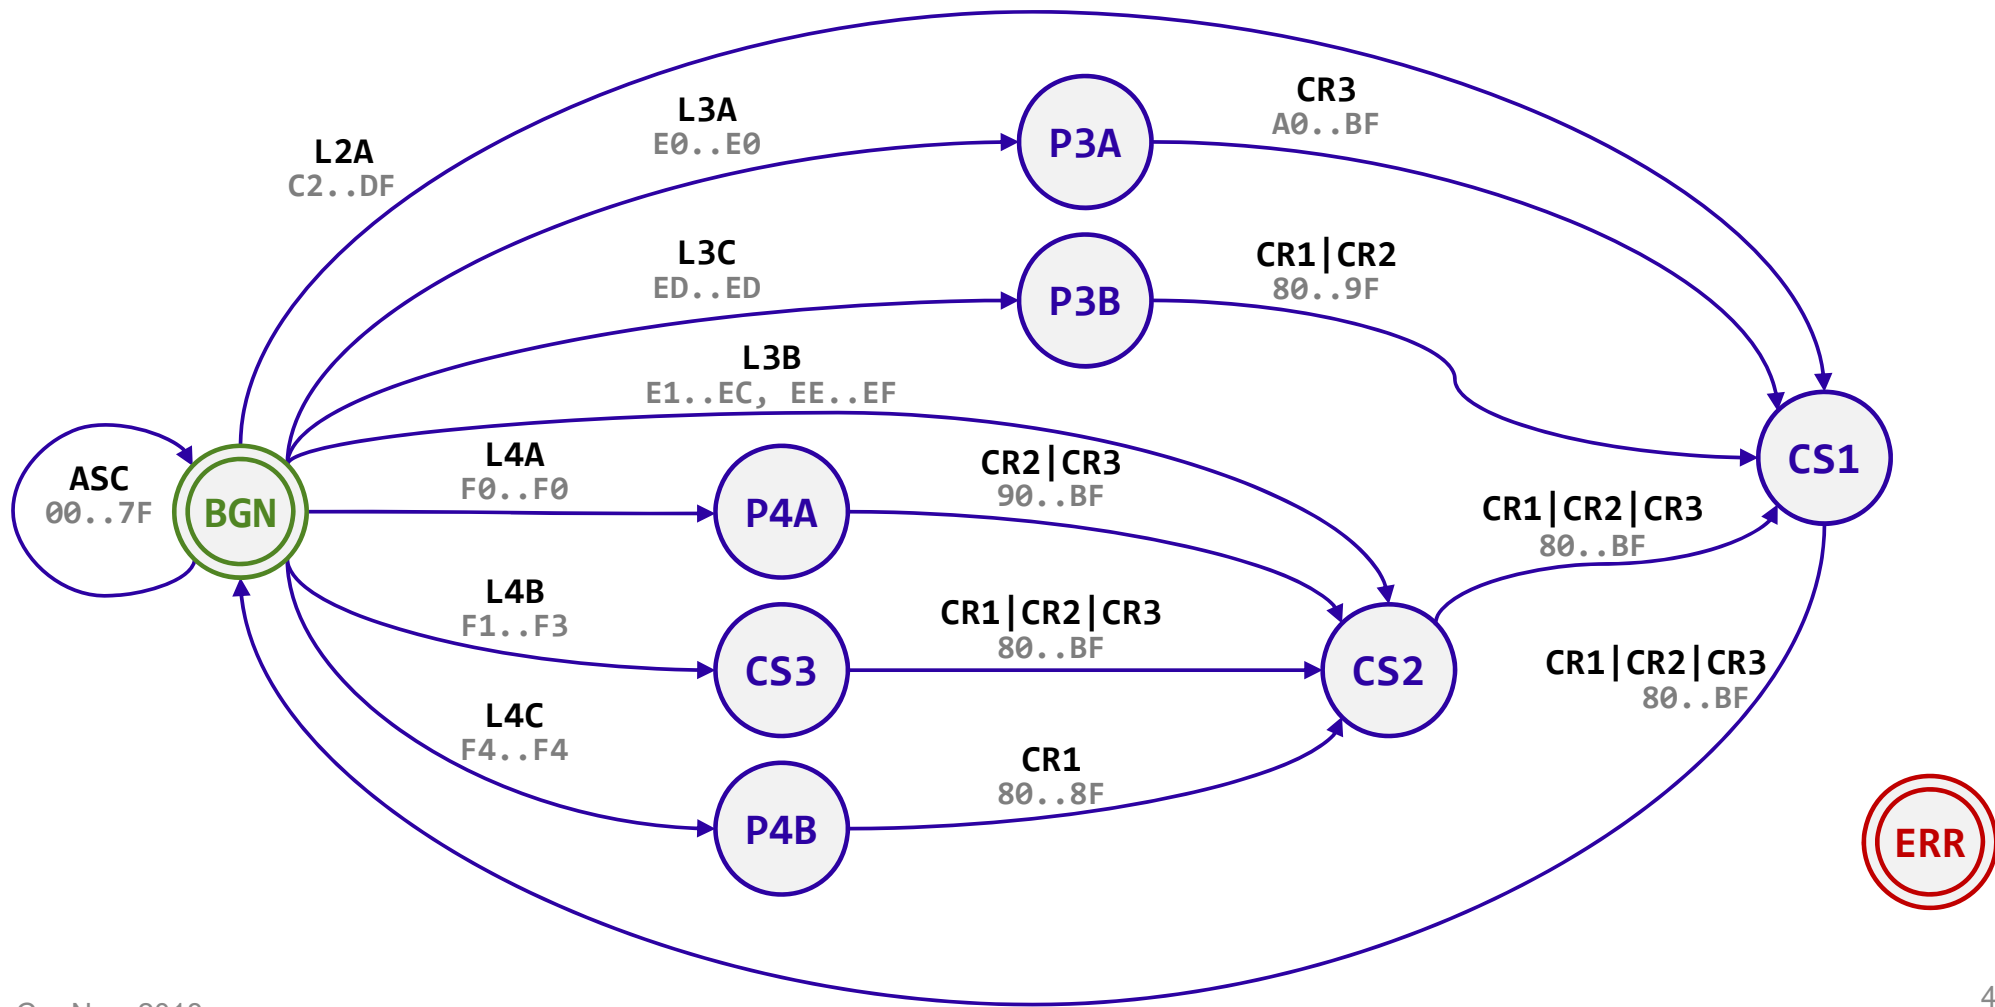 CR3
A0..BF
L3A
E0..E0
P3A
L2A
C2..DF
L3C
ED..ED
P3B
CR1|CR2
80..9F
L3B
E1..EC, EE..EF
ASC
00..7F
BGN
L4A
F0..F0
P4A
CR2|CR3
90..BF
CS1
CR1|CR2|CR3
80..BF
L4B
F1..F3
CS3
CR1|CR2|CR3
80..BF
CS2
CR1|CR2|CR3
80..BF
L4C
F4..F4
P4B
CR1
80..8F
ERR
4